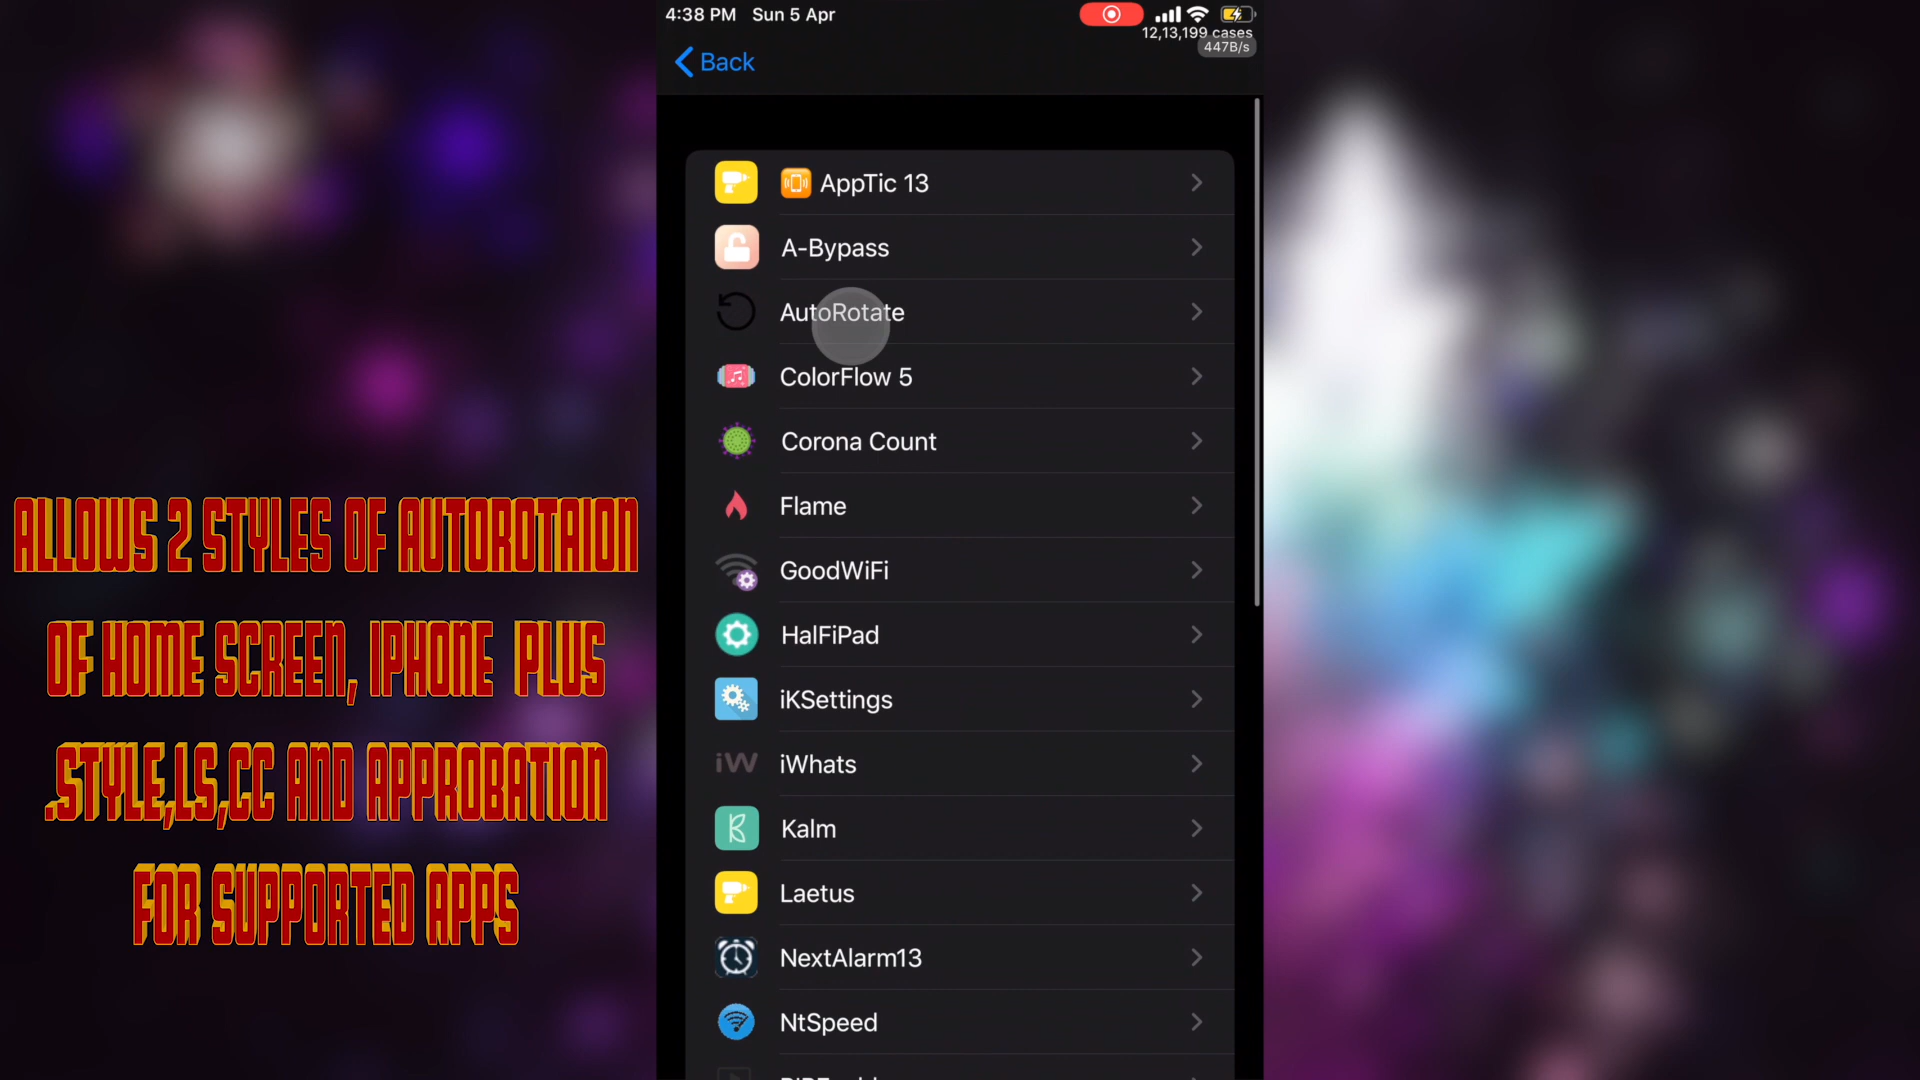 4:38 PM Sun 5 Apr
12,13,199 cases
447B/s
Back
AppTic 13
A-Bypass
AutoRotate
ColorFlow 5
Corona Count
Flame
GoodWiFi
HalFiPad
iKSettings
iW iWhats
Kalm
Laetus
NextAlarm13
NtSpeed
ALLOWS 2 STYLES OF AUTOROTAION
OF HOME SCREEN, IPHONE PLUS
.STYLE,LS,CC AND APPROBATION
FOR SUPPORTED APPS